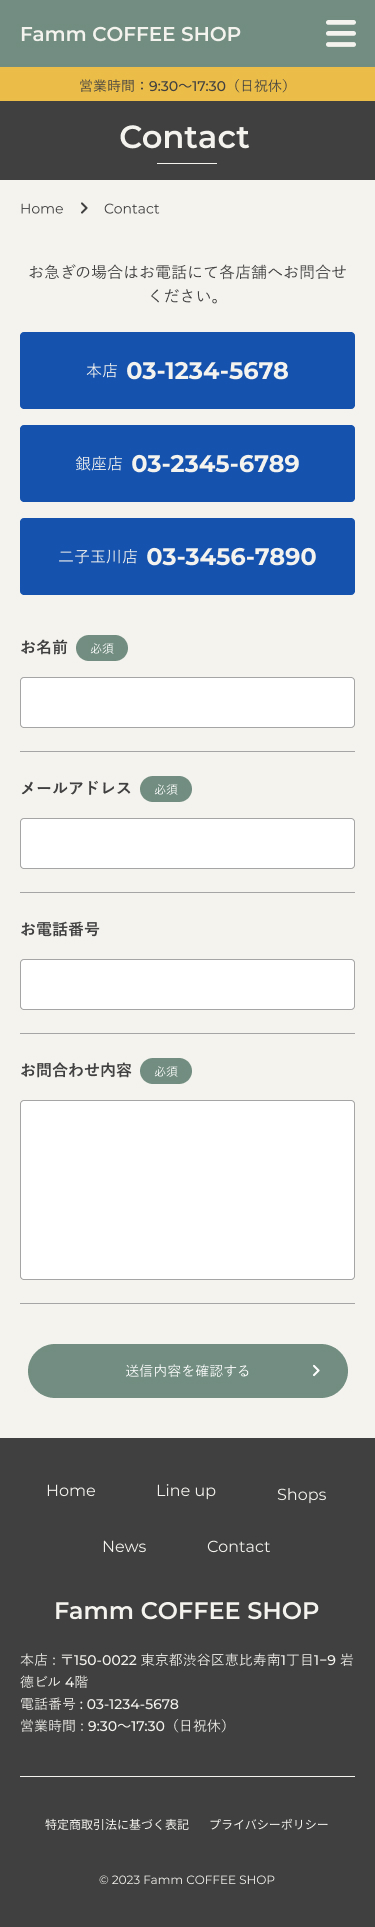 Famm COFFEE SHOP
営業時間：9:30〜17:30（日祝休）
Contact
Home > Contact
お急ぎの場合はお電話にて各店舗へお問合せ
ください。
本店 03-1234-5678
銀座店 03-2345-6789
二子玉川店 03-3456-7890
お名前 必須
メールアドレス 必須
お電話番号
お問合わせ内容 必須
送信内容を確認する
Home Line up Shops
News Contact
Famm COFFEE SHOP
本店 : 〒150-0022 東京都渋谷区恵比寿南1丁目1−9 岩
徳ビル 4階
電話番号 : 03-1234-5678
営業時間 : 9:30〜17:30（日祝休）
特定商取引法に基づく表記 プライバシーポリシー
© 2023 Famm COFFEE SHOP